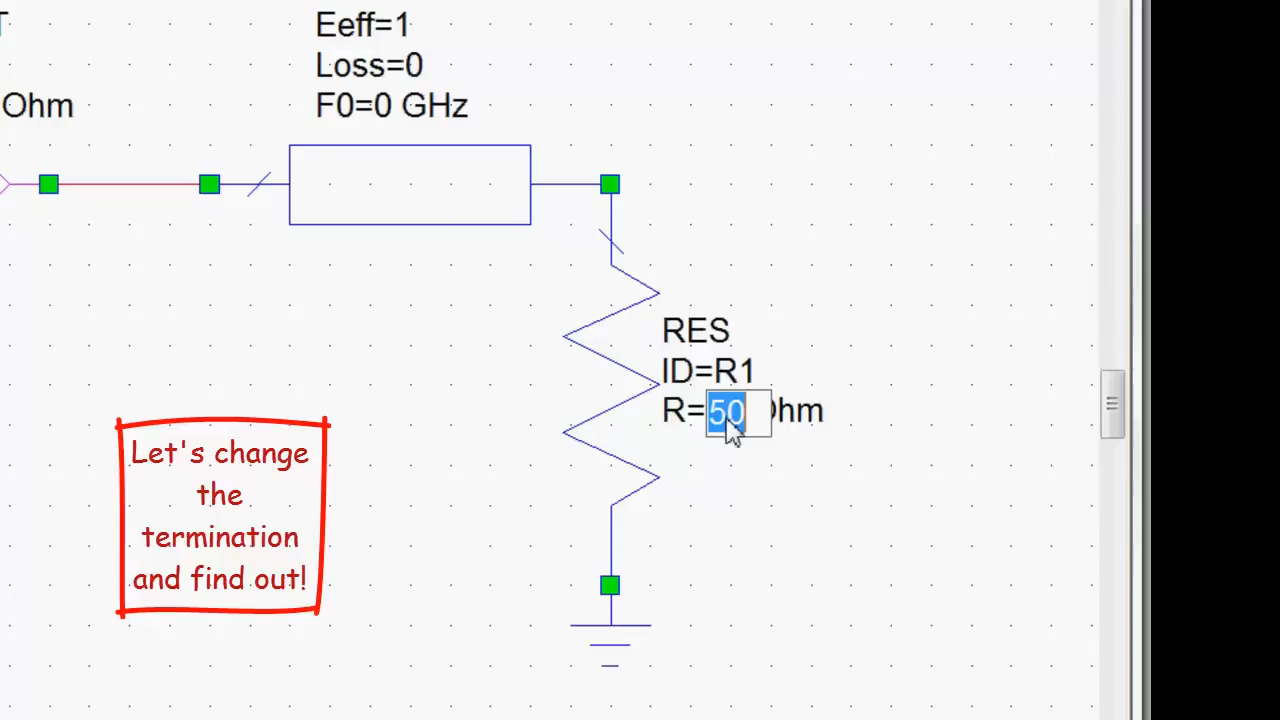 T
Eeff=1
Loss=0
Ohm
F0=0 GHz
RES
ID=R1
R=50 Ohm
Let's change
the
termination
and find out!